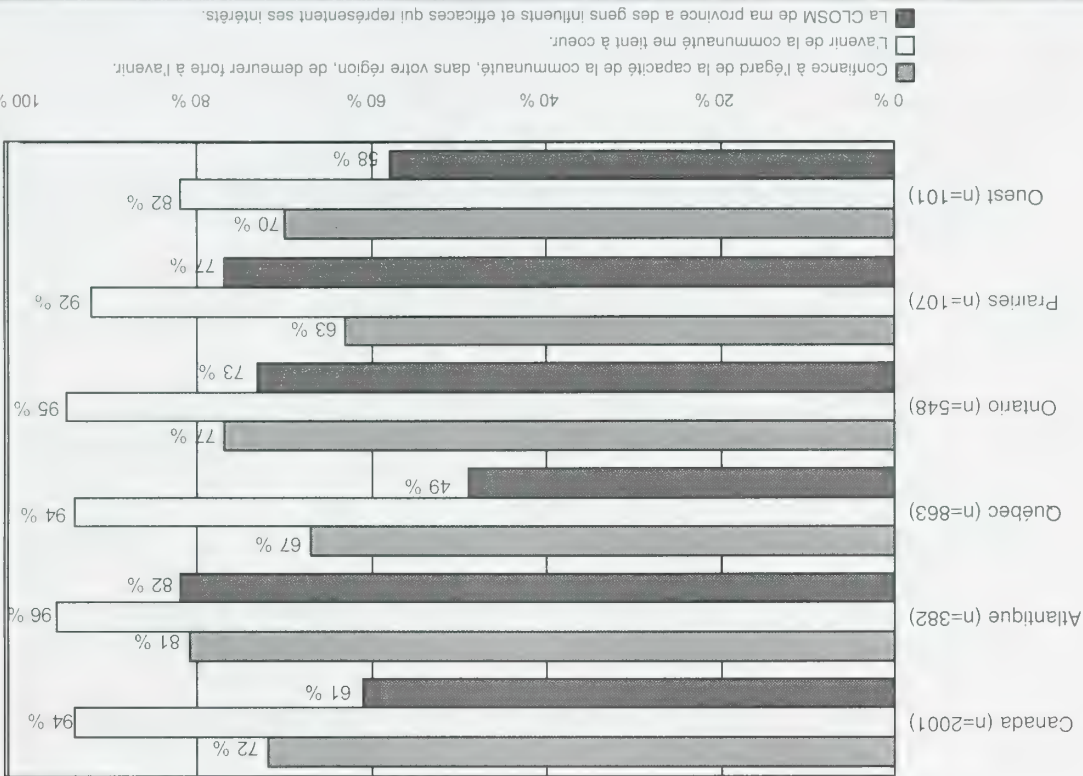 72 %
Canada (n=2001) 94 %
61 %
81 %
Atlantique (n=382) 96 %
82 %
67 %
Québec (n=863) 94 %
49 %
77 %
Ontario (n=548) 95 %
73 %
63 %
Prairies (n=107) 92 %
77 %
70 %
Ouest (n=101) 82 %
58 %
0 % 20 % 40 % 60 % 80 % 100 %
Confiance à l'égard de la capacité de la communauté, dans votre région, de demeurer forte à l'avenir.
L'avenir de la communauté me tient à coeur.
La CLOSM de ma province a des gens influents et efficaces qui représentent ses intérêts.